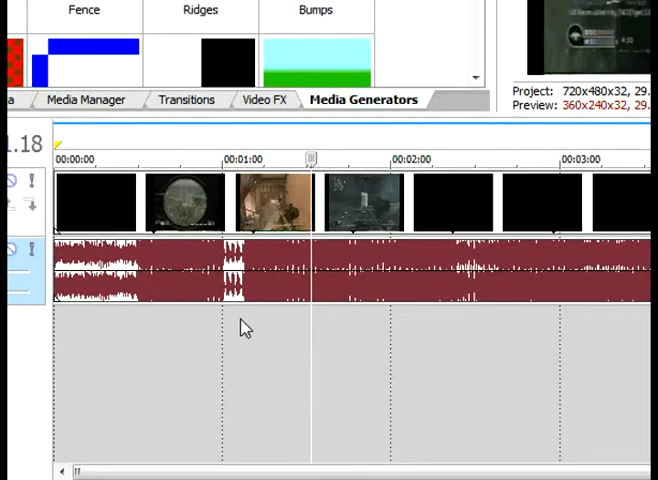 Fence Ridges Bumps
a Media Manager Transitions Video FX Media Generators
Project: 720x480x32, 29.
Preview: 360x240x32, 29.
1.18
00:00:00 00:01:00 00:02:00 00:03:00